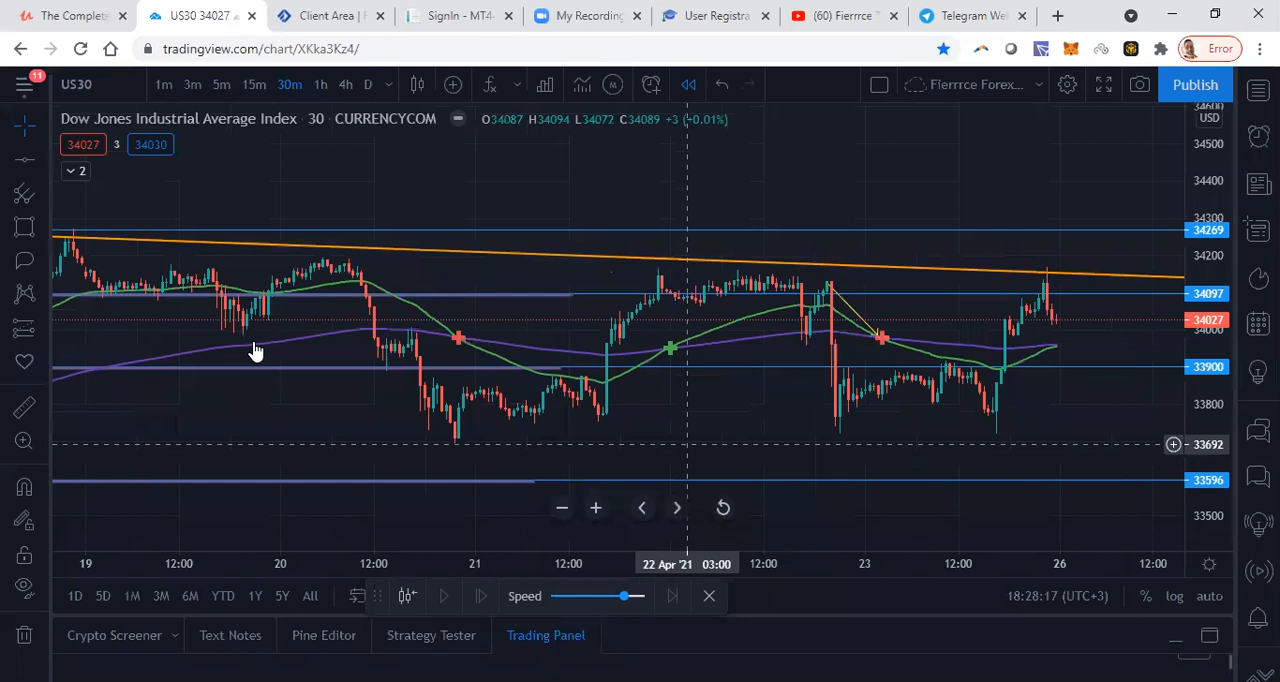 The Complete
US30 34027
Client Area | F
SignIn - MT4-
My Recording
User Registra
(60) Fierrrce
Telegram We
tradingview.com/chart/XKka3Kz4/
Error
11
US30
1m 3m 5m 15m 30m 1h 4h D
M
Fierrrce Forex...
Publish
Dow Jones Industrial Average Index · 30 · CURRENCYCOM
O34087 H34094 L34072 C34089 +3 (+0.01%)
34027 3 34030
2
34600
USD
34500
34400
34300
34269
34200
34097
34027
34000
33900
33800
33692
33596
33500
19 12:00 20 12:00 21 12:00 22 Apr '21 03:00 12:00 23 12:00 26 12:00
1D 5D 1M 3M 6M YTD 1Y 5Y All
Speed
18:28:17 (UTC+3) % log auto
Crypto Screener Text Notes Pine Editor Strategy Tester Trading Panel